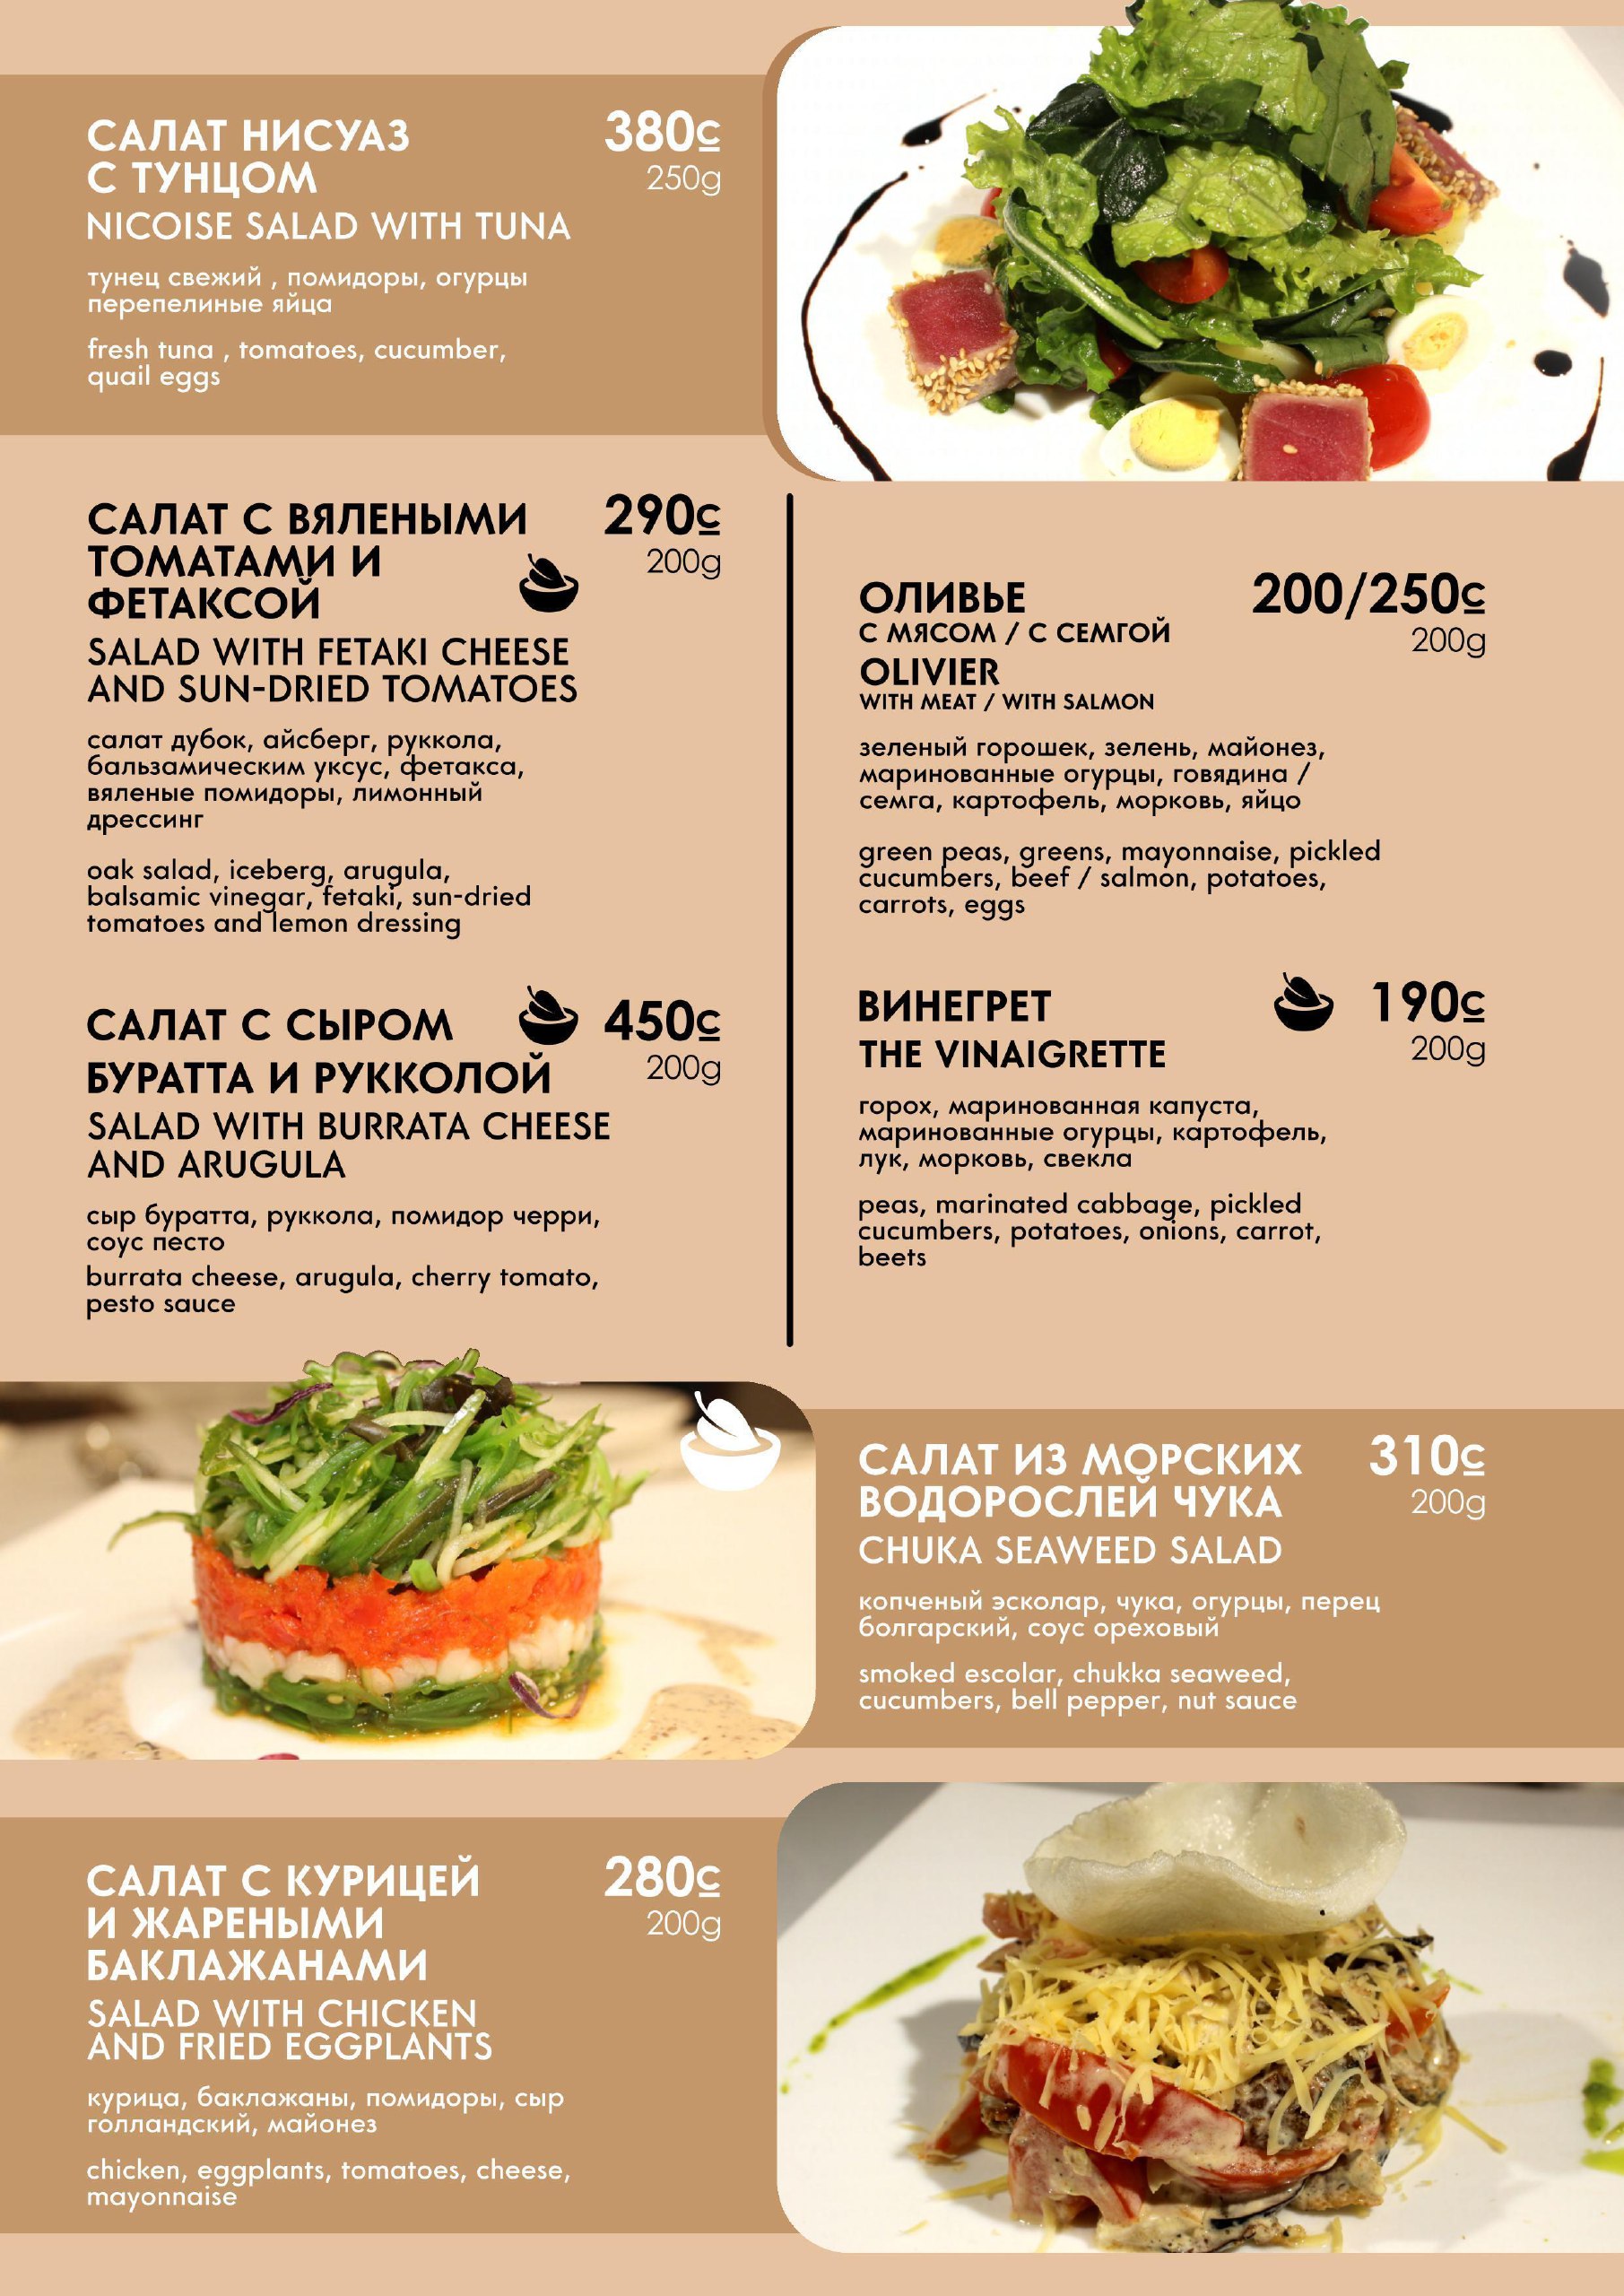 САЛАТ НИСУАЗ
С ТУНЦОМ
380с
250g
NICOISE SALAD WITH TUNA
тунец свежий , помидоры, огурцы
перепелиные яйца
fresh tuna , tomatoes, cucumber,
quail eggs
САЛАТ С ВЯЛЕНЫМИ
ТОМАТАМИ И
ФЕТАКСОЙ
290с
200g
SALAD WITH FETAKI CHEESE
AND SUN-DRIED TOMATOES
салат дубок, айсберг, руккола,
бальзамическим уксус, фетакса,
вяленые помидоры, лимонный
дрессинг
oak salad, iceberg, arugula,
balsamic vinegar, fetaki, sun-dried
tomatoes and lemon dressing
САЛАТ С СЫРОМ
БУРАТТА И РУККОЛОЙ
450с
200g
SALAD WITH BURRATA CHEESE
AND ARUGULA
сыр буратта, руккола, помидор черри,
соус песто
burrata cheese, arugula, cherry tomato,
pesto sauce
ОЛИВЬЕ
С МЯСОМ / С СЕМГОЙ
200/250с
200g
OLIVIER
WITH MEAT / WITH SALMON
зеленый горошек, зелень, майонез,
маринованные огурцы, говядина /
семга, картофель, морковь, яйцо
green peas, greens, mayonnaise, pickled
cucumbers, beef / salmon, potatoes,
carrots, eggs
ВИНЕГРЕТ
190с
200g
THE VINAIGRETTE
горох, маринованная капуста,
маринованные огурцы, картофель,
лук, морковь, свекла
peas, marinated cabbage, pickled
cucumbers, potatoes, onions, carrot,
beets
САЛАТ ИЗ МОРСКИХ
ВОДОРОСЛЕЙ ЧУКА
310с
200g
CHUKA SEAWEED SALAD
копченый эсколар, чука, огурцы, перец
болгарский, соус ореховый
smoked escolar, chukka seaweed,
cucumbers, bell pepper, nut sauce
САЛАТ С КУРИЦЕЙ
И ЖАРЕНЫМИ
БАКЛАЖАНАМИ
280с
200g
SALAD WITH CHICKEN
AND FRIED EGGPLANTS
курица, баклажаны, помидоры, сыр
голландский, майонез
chicken, eggplants, tomatoes, cheese,
mayonnaise